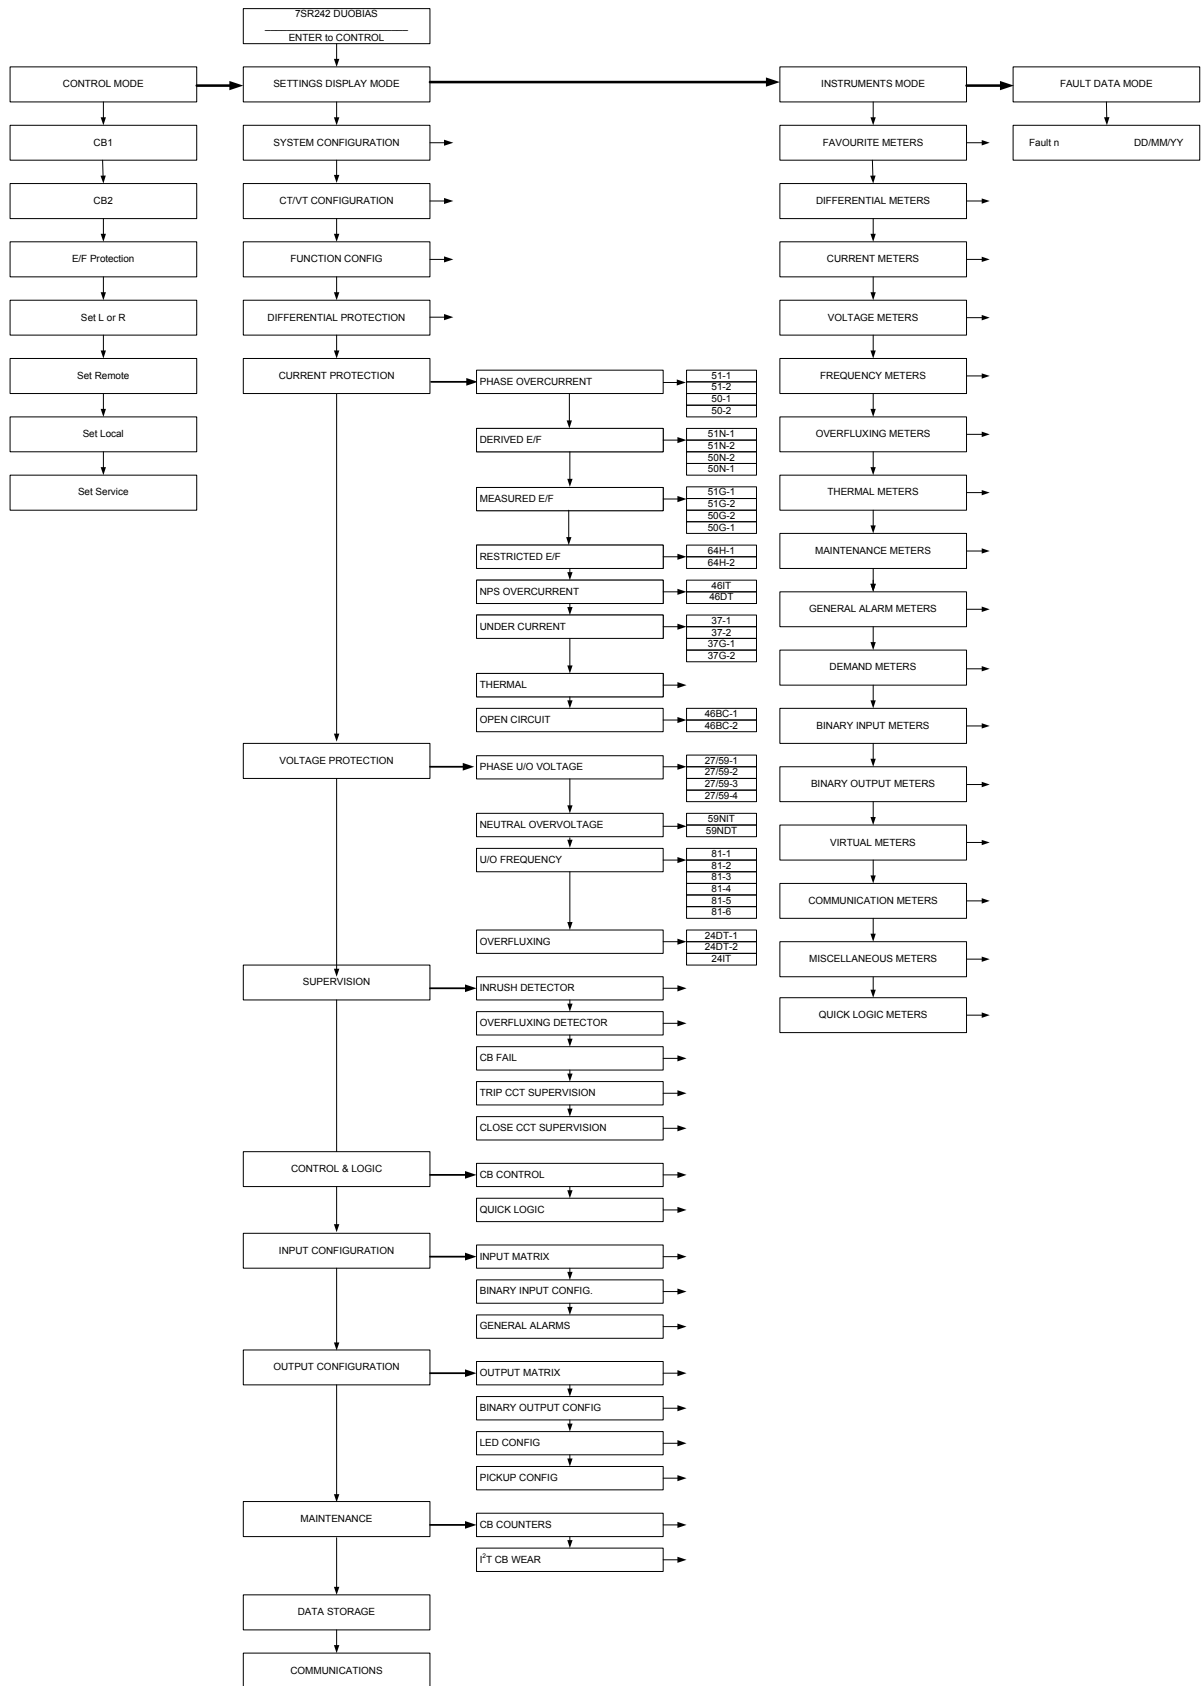 7SR242 DUOBIAS
ENTER to CONTROL
CONTROL MODE
SETTINGS DISPLAY MODE
INSTRUMENTS MODE
FAULT DATA MODE
CB1
CB2
E/F Protection
Set L or R
Set Remote
Set Local
Set Service
SYSTEM CONFIGURATION
CT/VT CONFIGURATION
FUNCTION CONFIG
DIFFERENTIAL PROTECTION
CURRENT PROTECTION
PHASE OVERCURRENT
51-1
51-2
50-1
50-2
DERIVED E/F
51N-1
51N-2
50N-2
50N-1
MEASURED E/F
51G-1
51G-2
50G-2
50G-1
RESTRICTED E/F
64H-1
64H-2
NPS OVERCURRENT
46IT
46DT
UNDER CURRENT
37-1
37-2
37G-1
37G-2
THERMAL
OPEN CIRCUIT
46BC-1
46BC-2
VOLTAGE PROTECTION
PHASE U/O VOLTAGE
27/59-1
27/59-2
27/59-3
27/59-4
NEUTRAL OVERVOLTAGE
59NIT
59NDT
U/O FREQUENCY
81-1
81-2
81-3
81-4
81-5
81-6
OVERFLUXING
24DT-1
24DT-2
24IT
SUPERVISION
INRUSH DETECTOR
OVERFLUXING DETECTOR
CB FAIL
TRIP CCT SUPERVISION
CLOSE CCT SUPERVISION
CONTROL & LOGIC
CB CONTROL
QUICK LOGIC
INPUT CONFIGURATION
INPUT MATRIX
BINARY INPUT CONFIG.
GENERAL ALARMS
OUTPUT CONFIGURATION
OUTPUT MATRIX
BINARY OUTPUT CONFIG
LED CONFIG
PICKUP CONFIG
MAINTENANCE
CB COUNTERS
I²T CB WEAR
DATA STORAGE
COMMUNICATIONS
FAVOURITE METERS
DIFFERENTIAL METERS
CURRENT METERS
VOLTAGE METERS
FREQUENCY METERS
OVERFLUXING METERS
THERMAL METERS
MAINTENANCE METERS
GENERAL ALARM METERS
DEMAND METERS
BINARY INPUT METERS
BINARY OUTPUT METERS
VIRTUAL METERS
COMMUNICATION METERS
MISCELLANEOUS METERS
QUICK LOGIC METERS
Fault n DD/MM/YY